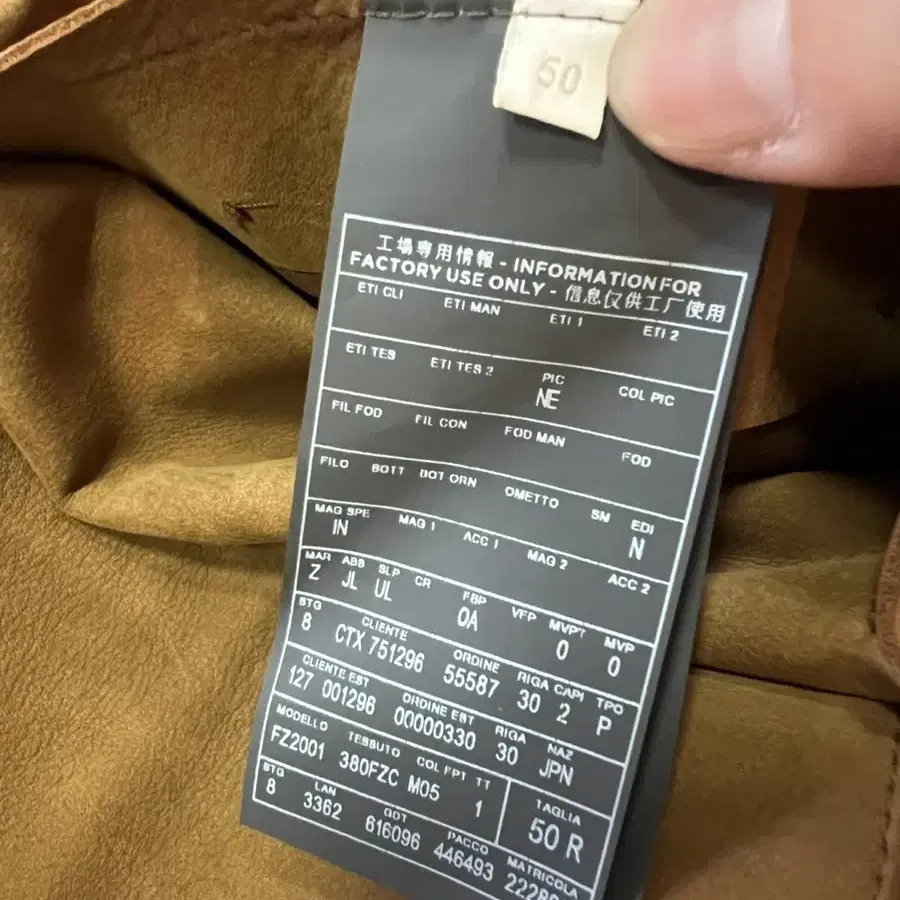 50
工場専用情報 - INFORMATION FOR
FACTORY USE ONLY - 信息仅供工厂使用
ETI CLI ETI MAN ETI 1 ETI 2
ETI TES ETI TES 2 PIC COL PIC
NE
FIL FOD FIL CON FOD MAN FOD
FILO BOTT BOT ORN OMETTO SN EDI
N
MAG SPE MAG 1 ACC 1 MAG 2 ACC 2
IN
MAR ABB SLP CR FBP VFP MVPT MVP
Z JL UL OA 0 0
STG CLIENTE ORDINE RIGA CAPI TPO
8 CTX 751296 55587 30 2 P
CLIENTE EST ORDINE EST RIGA NAZ
127 001296 00000330 30 JPN
MODELLO TESSUTO COL FPT TT TAGLIA
FZ2001 380FZC M05 1 50 R
STG LAN GOT PACCO MATRICOLA
8 3362 616096 446493